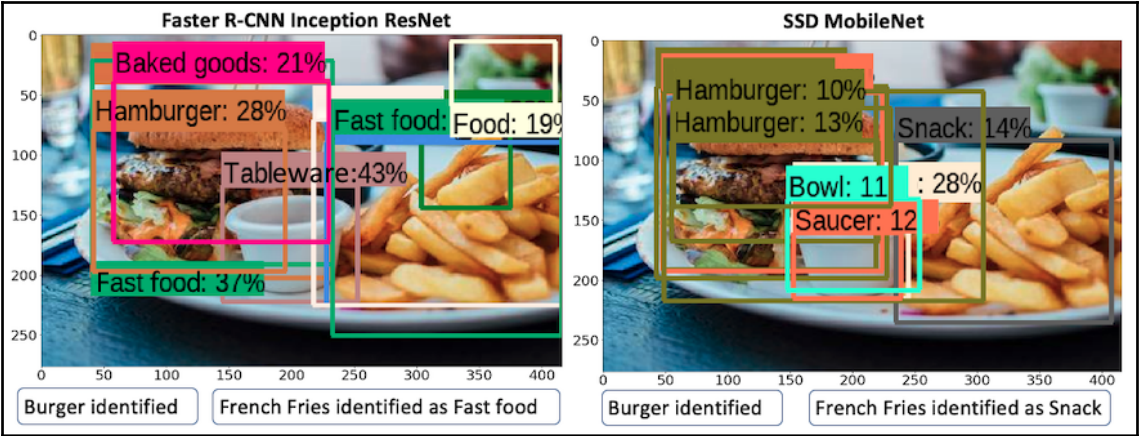 Faster R-CNN Inception ResNet
0
50
100
150
200
250
0 50 100 150 200 250 300 350 400
Baked goods: 21%
Hamburger: 28%
Fast food:
Food: 19%
Tableware:43%
Fast food: 37%
Burger identified
French Fries identified as Fast food
SSD MobileNet
0
50
100
150
200
250
0 50 100 150 200 250 300 350 400
Hamburger: 10%
Hamburger: 13%
Snack: 14%
Bowl: 11
: 28%
Saucer: 12
Burger identified
French Fries identified as Snack